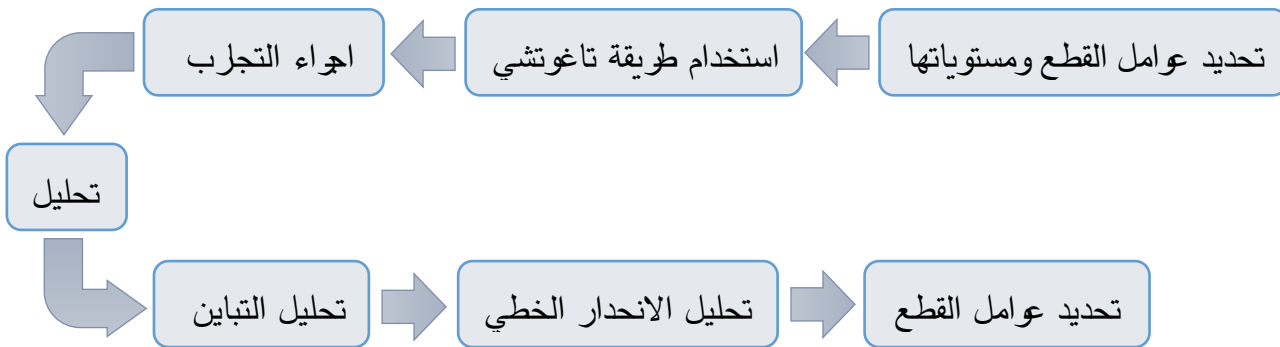 تحديد عوامل القطع ومستوياتها
استخدام طريقة تاغوتشي
اجراء التجارب
تحليل
تحليل التباين
تحليل الانحدار الخطي
تحديد عوامل القطع